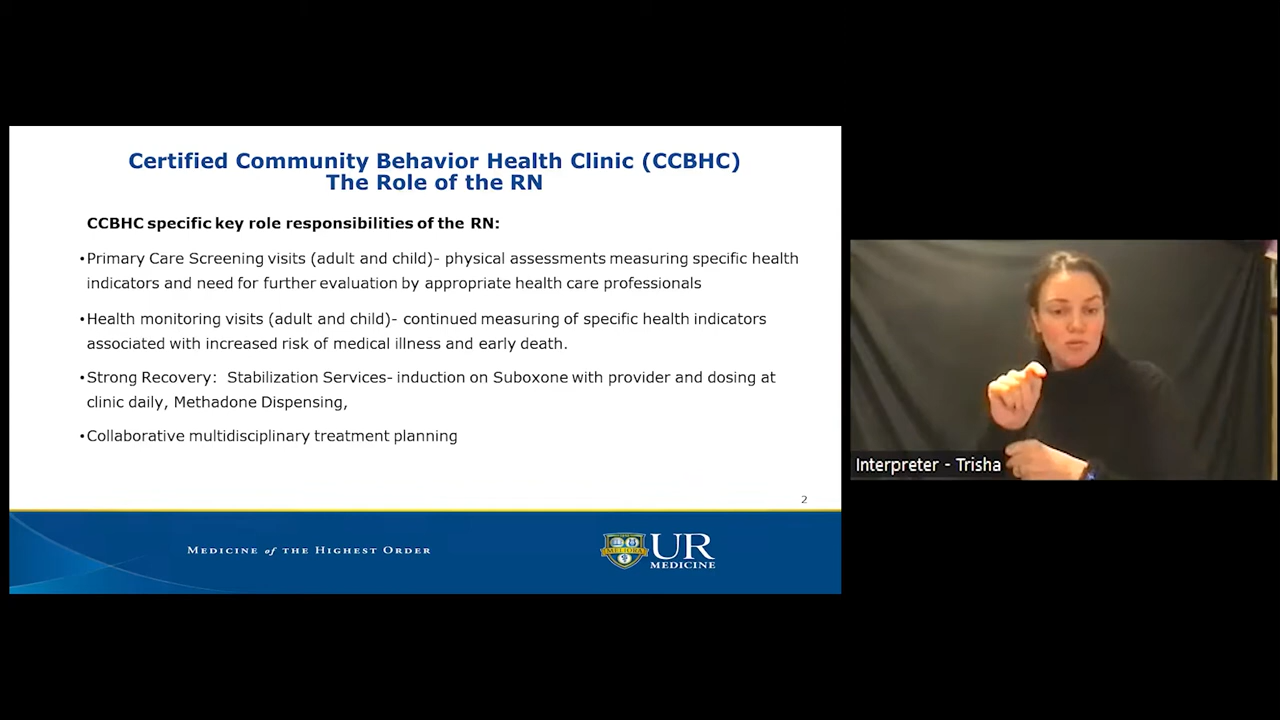 Certified Community Behavior Health Clinic (CCBHC)
The Role of the RN
CCBHC specific key role responsibilities of the RN:
•Primary Care Screening visits (adult and child)- physical assessments measuring specific health
indicators and need for further evaluation by appropriate health care professionals
•Health monitoring visits (adult and child)- continued measuring of specific health indicators
associated with increased risk of medical illness and early death.
•Strong Recovery: Stabilization Services- induction on Suboxone with provider and dosing at
clinic daily, Methadone Dispensing,
•Collaborative multidisciplinary treatment planning
2
MEDICINE of THE HIGHEST ORDER
MELIORA
UR
MEDICINE
Interpreter - Trisha